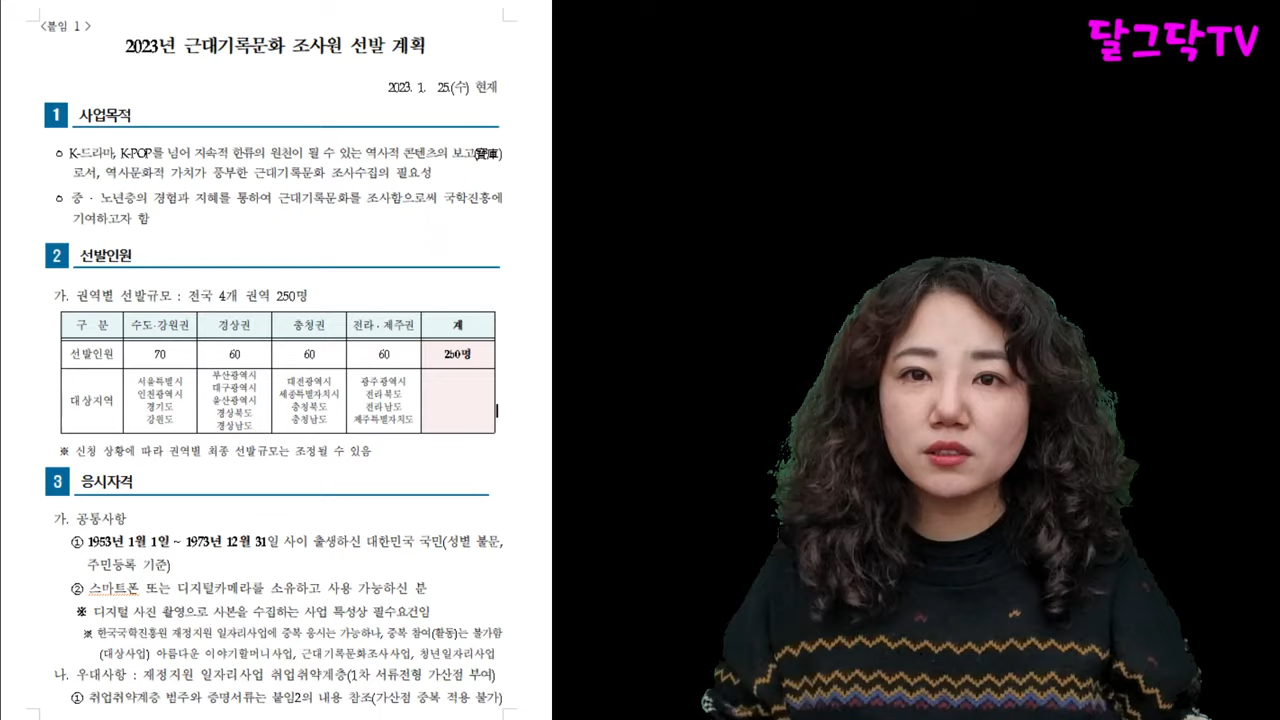 달그닥TV
<붙임 1 >
2023년 근대기록문화 조사원 선발 계획
2023. 1. 25.(수) 현재
1 사업목적
ㅇ K-드라마, K-POP를 넘어 지속적 한류의 원천이 될 수 있는 역사적 콘텐츠의 보고(寶庫)
로서, 역사문화적 가치가 풍부한 근대기록문화 조사수집의 필요성
ㅇ 중 · 노년층의 경험과 지혜를 통하여 근대기록문화를 조사함으로써 국학진흥에
기여하고자 함
2 선발인원
가. 권역별 선발규모 : 전국 4개 권역 250명
구 분 수도·강원권 경상권 충청권 전라·제주권 계
선발인원 70 60 60 60 250명
대상지역
서울특별시
인천광역시
경기도
강원도
부산광역시
대구광역시
울산광역시
경상북도
경상남도
대전광역시
세종특별자치시
충청북도
충청남도
광주광역시
전라북도
전라남도
제주특별자치도
※ 신청 상황에 따라 권역별 최종 선발규모는 조정될 수 있음
3 응시자격
가. 공통사항
① 1953년 1월 1일 ~ 1973년 12월 31일 사이 출생하신 대한민국 국민(성별 불문,
주민등록 기준)
② 스마트폰 또는 디지털카메라를 소유하고 사용 가능하신 분
※ 디지털 사진 촬영으로 사본을 수집하는 사업 특성상 필수요건임
※ 한국국학진흥원 재정지원 일자리사업에 중복 응시는 가능하나, 중복 참여(활동)는 불가함
(대상사업) 아름다운 이야기할머니사업, 근대기록문화조사사업, 청년일자리사업
나. 우대사항 : 재정지원 일자리사업 취업취약계층(1차 서류전형 가산점 부여)
① 취업취약계층 범주와 증명서류는 붙임2의 내용 참조(가산점 중복 적용 불가)